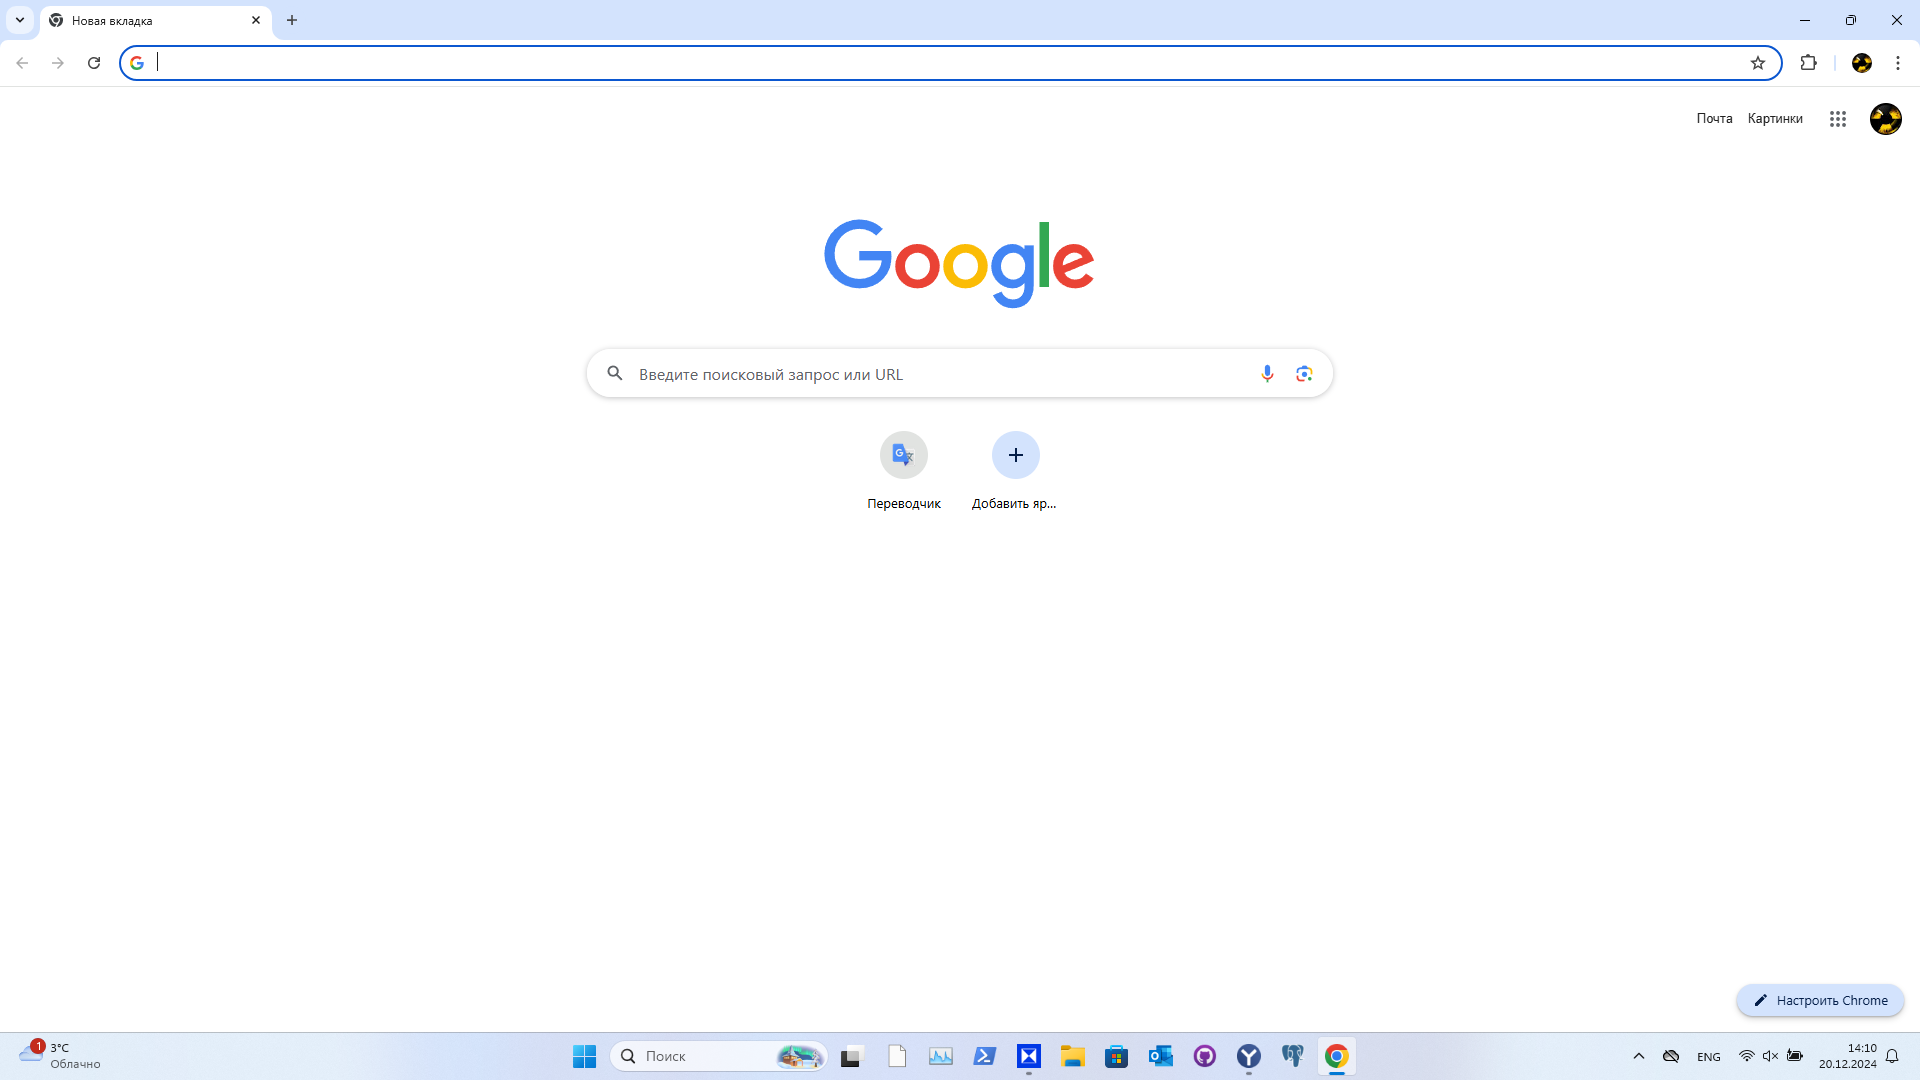 Новая вкладка
Почта Картинки
Google
Введите поисковый запрос или URL
Переводчик
Добавить яр...
Настроить Chrome
1
3°C
Облачно
Поиск
ENG
14:10
20.12.2024